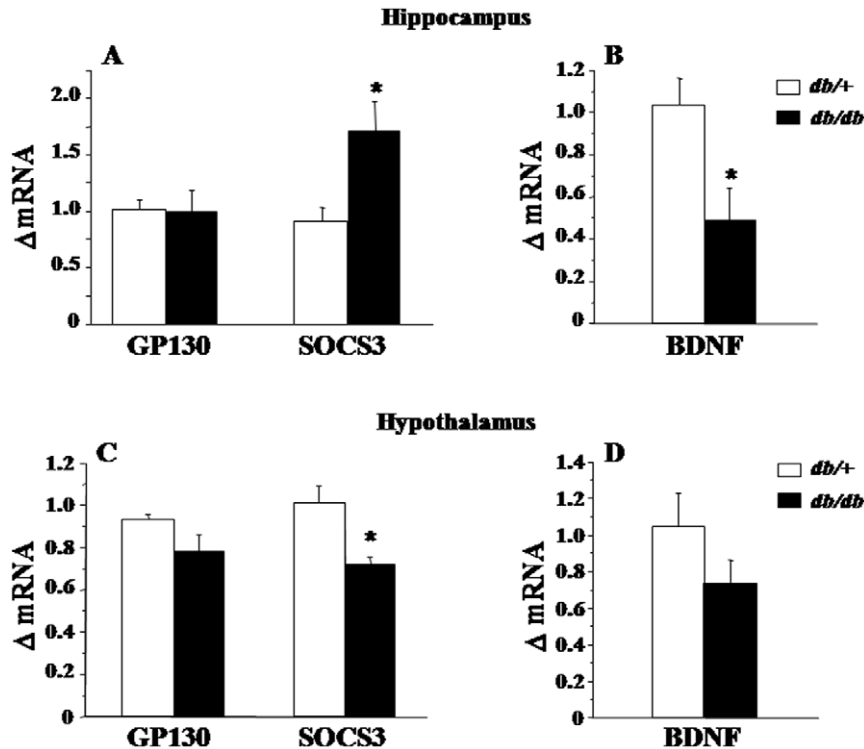 Hippocampus
A
2.0
1.5
1.0
0.5
0
Δ mRNA
*
GP130 SOCS3
B
1.2
1.0
0.8
0.6
0.4
0.2
0
Δ mRNA
*
BDNF
db/+
db/db
Hypothalamus
C
1.2
1.0
0.8
0.6
0.4
0.2
0
Δ mRNA
*
GP130 SOCS3
D
1.4
1.2
1.0
0.8
0.6
0.4
0.2
0
Δ mRNA
BDNF
db/+
db/db